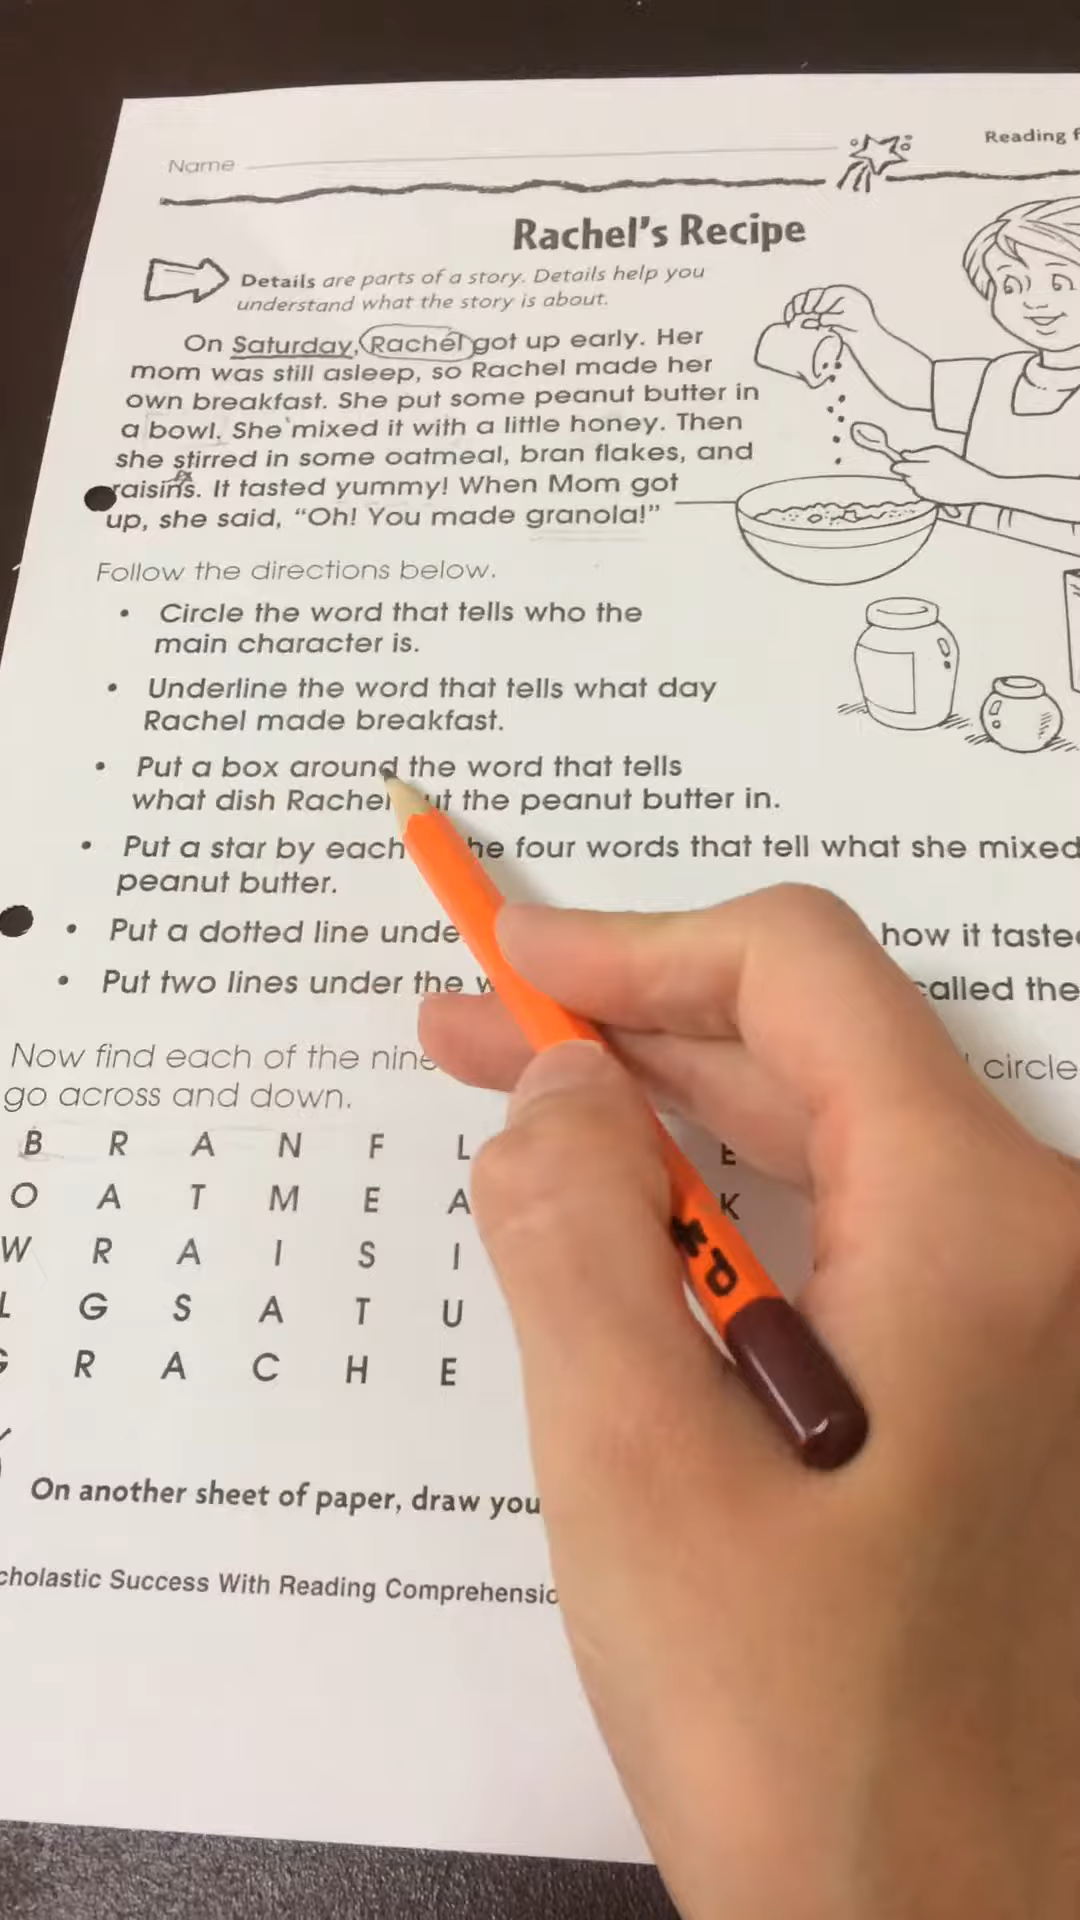 Name
Reading f
Rachel's Recipe
Details are parts of a story. Details help you
understand what the story is about.
On Saturday, Rachel got up early. Her
mom was still asleep, so Rachel made her
own breakfast. She put some peanut butter in
a bowl. She mixed it with a little honey. Then
she stirred in some oatmeal, bran flakes, and
raisins. It tasted yummy! When Mom got
up, she said, "Oh! You made granola!"
Follow the directions below.
• Circle the word that tells who the
main character is.
• Underline the word that tells what day
Rachel made breakfast.
• Put a box around the word that tells
what dish Rachel ut the peanut butter in.
• Put a star by each he four words that tell what she mixed
peanut butter.
• Put a dotted line unde how it taste
• Put two lines under the w called the
Now find each of the nine circle
go across and down.
B R A N F L E
O A T M E A K
W R A I S I
L G S A T U
G R A C H E
On another sheet of paper, draw you
cholastic Success With Reading Comprehensio
P*